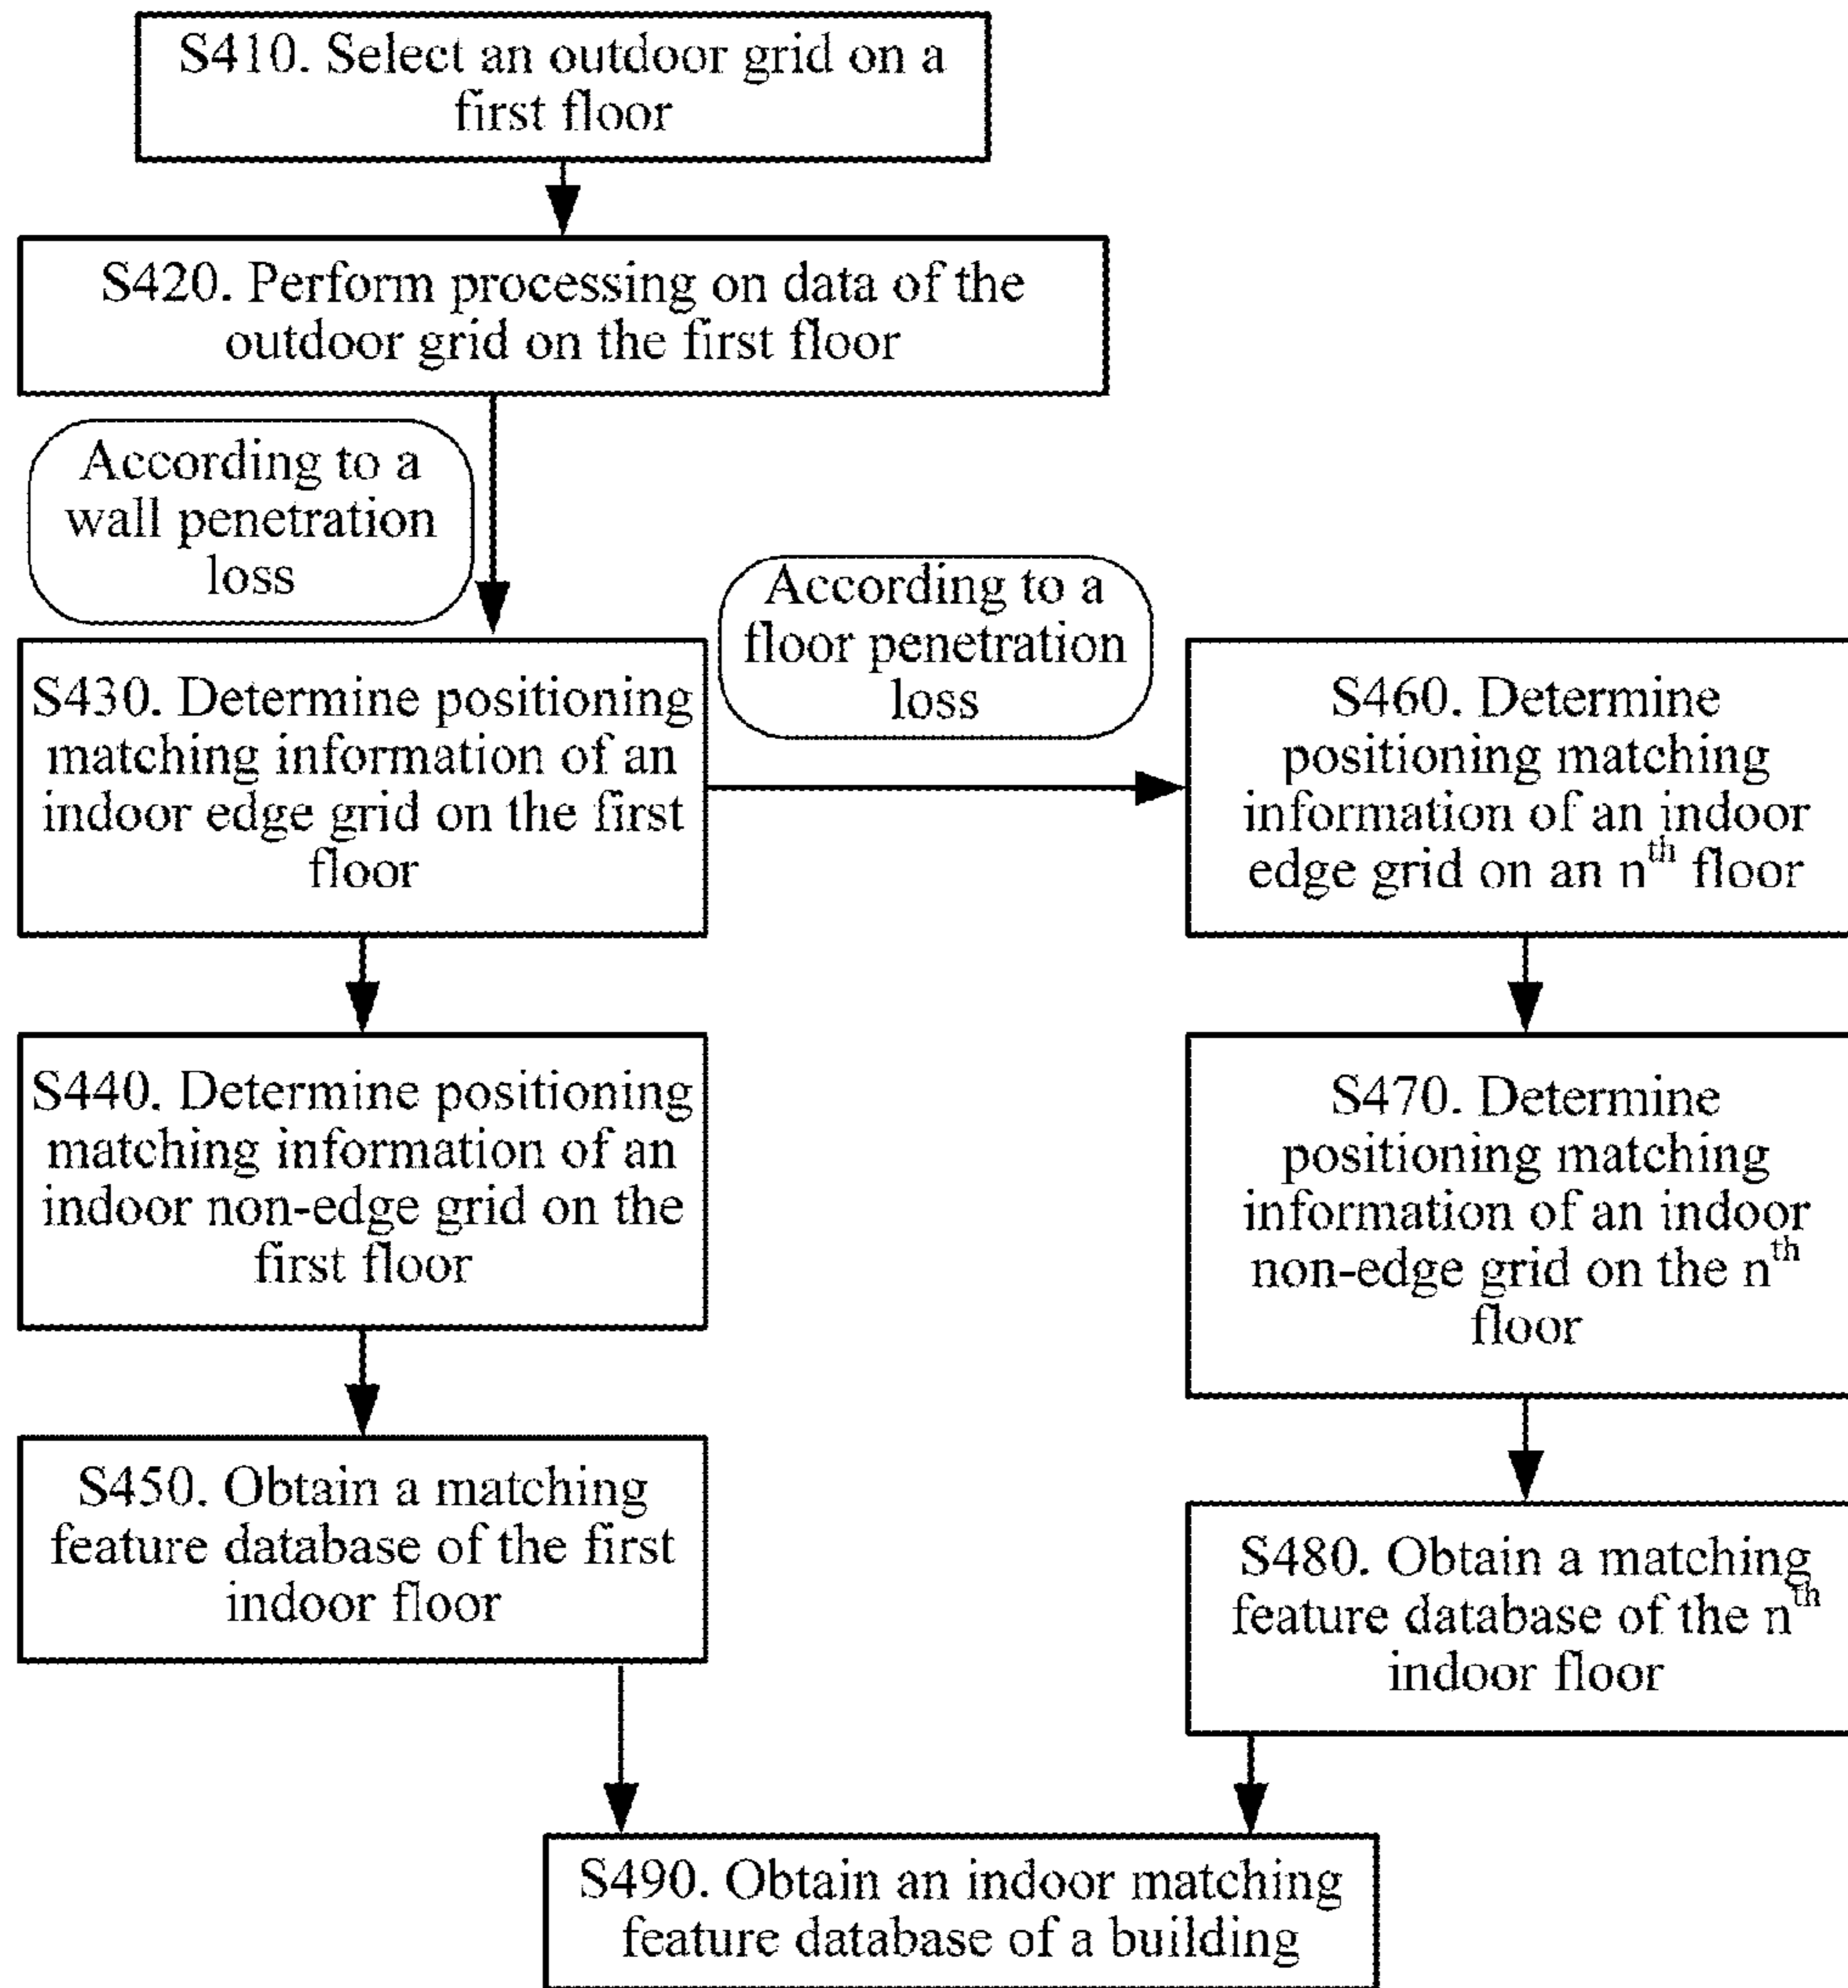 S410. Select an outdoor grid on a
first floor
S420. Perform processing on data of the
outdoor grid on the first floor
According to a
wall penetration
loss
According to a
floor penetration
loss
S430. Determine positioning
matching information of an
indoor edge grid on the first
floor
S460. Determine
positioning matching
information of an indoor
edge grid on an nth floor
S440. Determine positioning
matching information of an
indoor non-edge grid on the
first floor
S470. Determine
positioning matching
information of an indoor
non-edge grid on the nth
floor
S450. Obtain a matching
feature database of the first
indoor floor
S480. Obtain a matching
feature database of the nth
indoor floor
S490. Obtain an indoor matching
feature database of a building